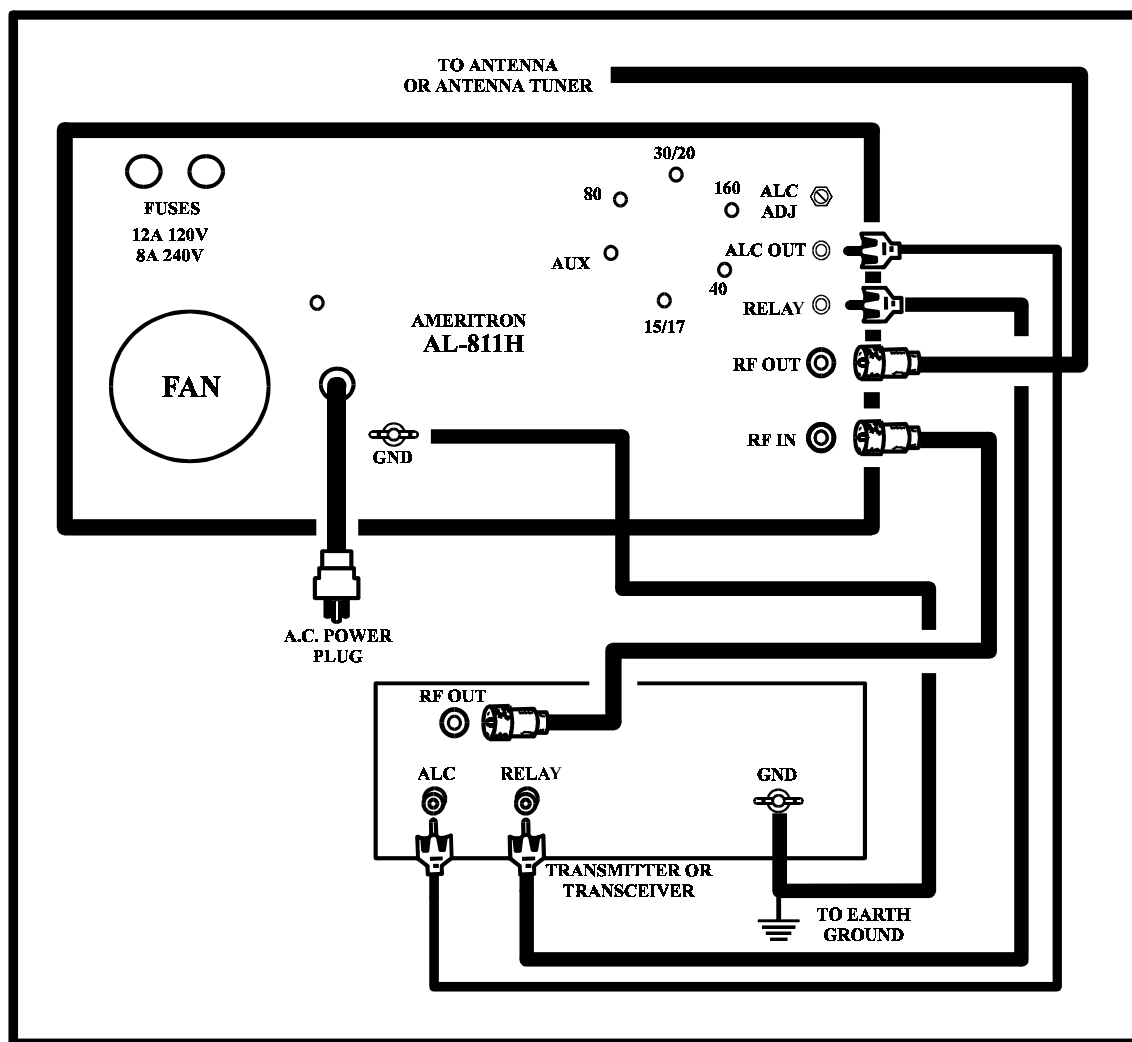 TO ANTENNA
OR ANTENNA TUNER
30/20
80
160
ALC
ADJ
FUSES
12A 120V
8A 240V
AUX
ALC OUT
40
RELAY
15/17
AMERITRON
AL-811H
RF OUT
FAN
RF IN
GND
A.C. POWER
PLUG
RF OUT
ALC
RELAY
GND
TRANSMITTER OR
TRANSCEIVER
TO EARTH
GROUND